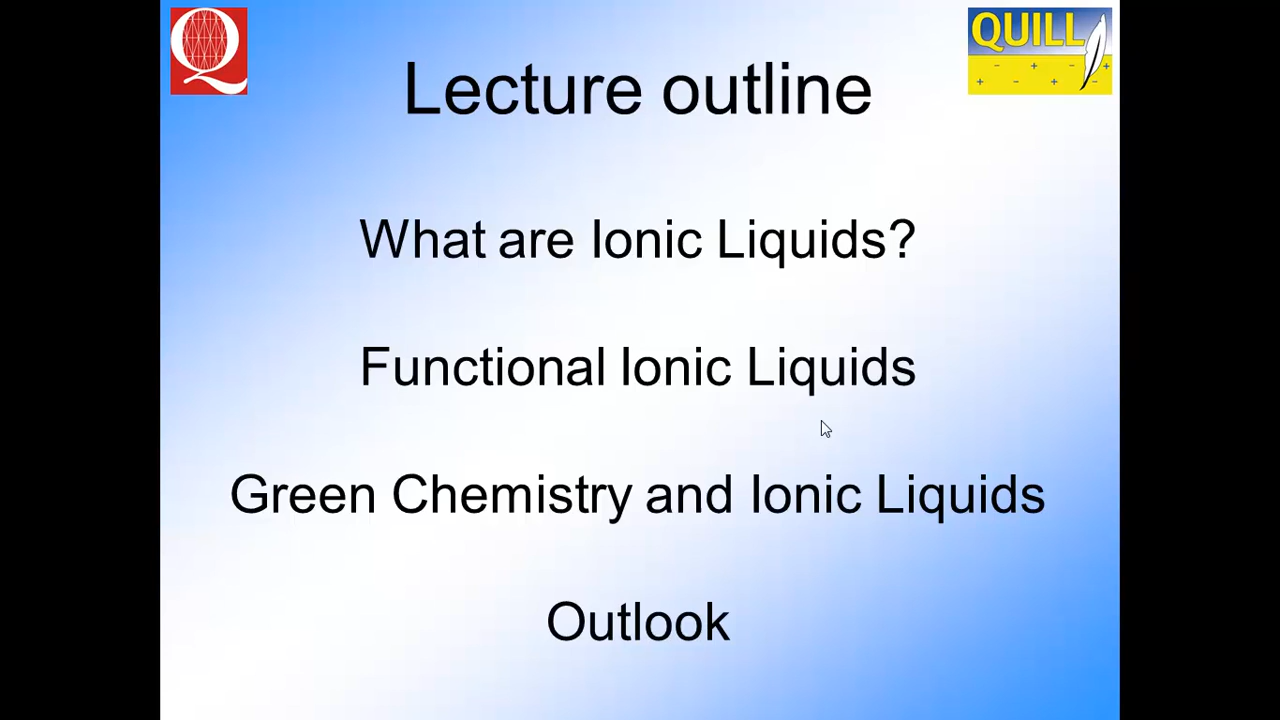 Q
QUILL
Lecture outline
What are Ionic Liquids?
Functional Ionic Liquids
Green Chemistry and Ionic Liquids
Outlook